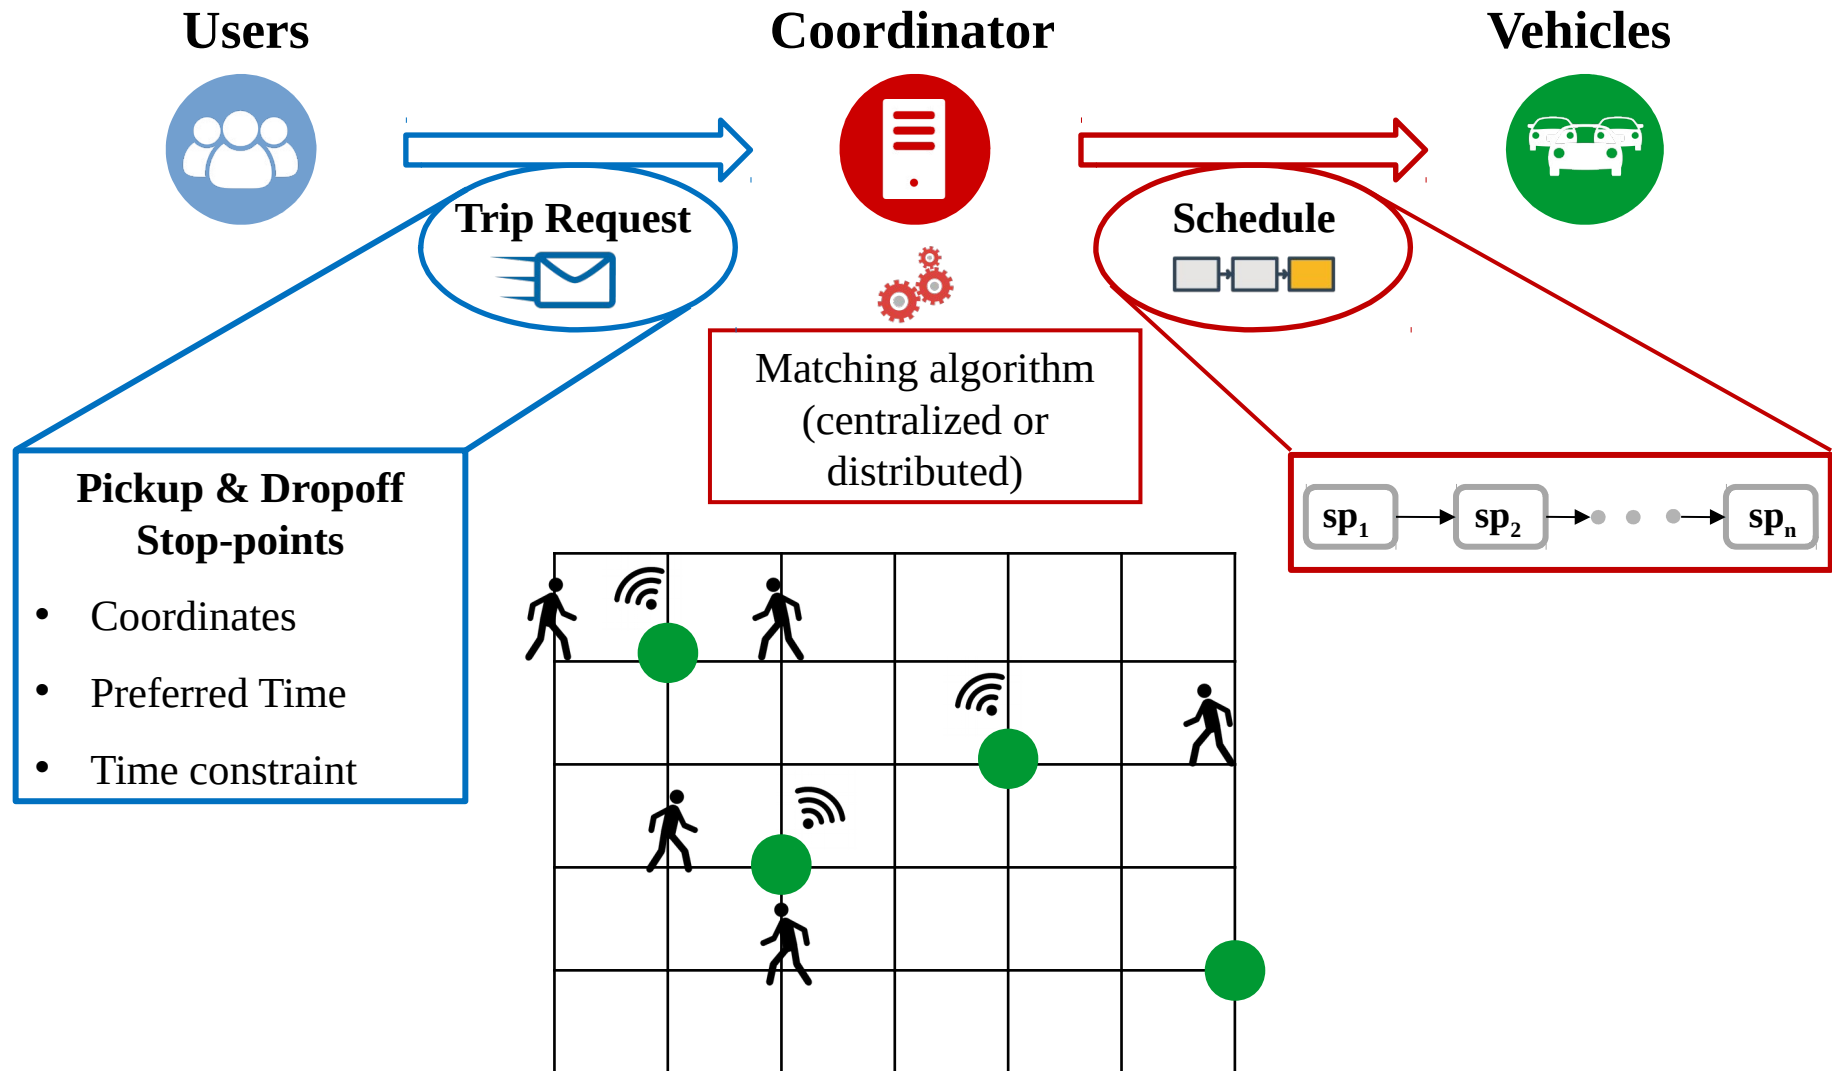 Users
Coordinator
Vehicles
Trip Request
Schedule
Matching algorithm
(centralized or
distributed)
Pickup & Dropoff
Stop-points
• Coordinates
• Preferred Time
• Time constraint
sp1
sp2
spn